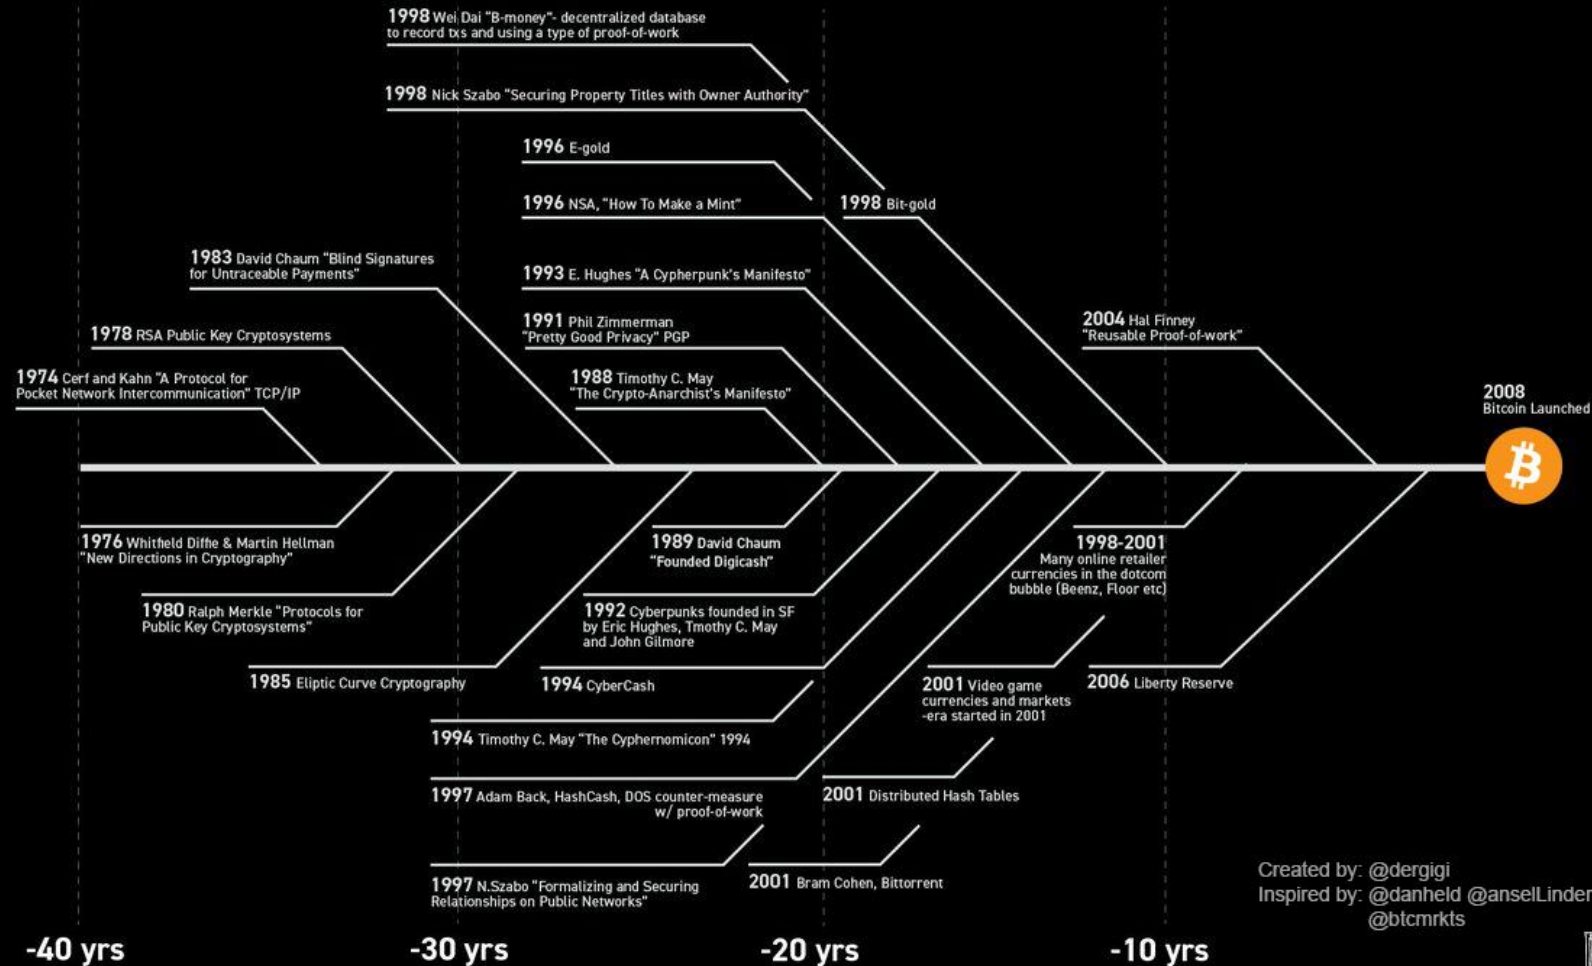 1998 Wei Dai “B-money”- decentralized database
to record txs and using a type of proof-of-work
1998 Nick Szabo “Securing Property Titles with Owner Authority”
1996 E-gold
1996 NSA, “How To Make a Mint”
1998 Bit-gold
1983 David Chaum “Blind Signatures
for Untraceable Payments”
1993 E. Hughes “A Cypherpunk’s Manifesto”
1991 Phil Zimmerman
“Pretty Good Privacy” PGP
2004 Hal Finney
“Reusable Proof-of-work”
1978 RSA Public Key Cryptosystems
1974 Cerf and Kahn “A Protocol for
Pocket Network Intercommunication” TCP/IP
1988 Timothy C. May
“The Crypto-Anarchist’s Manifesto”
2008
Bitcoin Launched
1976 Whitfield Diffie & Martin Hellman
“New Directions in Cryptography”
1989 David Chaum
“Founded Digicash”
1998-2001
Many online retailer
currencies in the dotcom
bubble (Beenz, Floor etc)
1980 Ralph Merkle “Protocols for
Public Key Cryptosystems”
1992 Cyberpunks founded in SF
by Eric Hughes, Tmothy C. May
and John Gilmore
1985 Eliptic Curve Cryptography
1994 CyberCash
2001 Video game
currencies and markets
-era started in 2001
2006 Liberty Reserve
1994 Timothy C. May “The Cyphernomicon” 1994
1997 Adam Back, HashCash, DOS counter-measure
w/ proof-of-work
2001 Distributed Hash Tables
1997 N.Szabo “Formalizing and Securing
Relationships on Public Networks”
2001 Bram Cohen, Bittorrent
Created by: @dergigi
Inspired by: @danheld @anselLinder
@btcmrkts
-40 yrs
-30 yrs
-20 yrs
-10 yrs